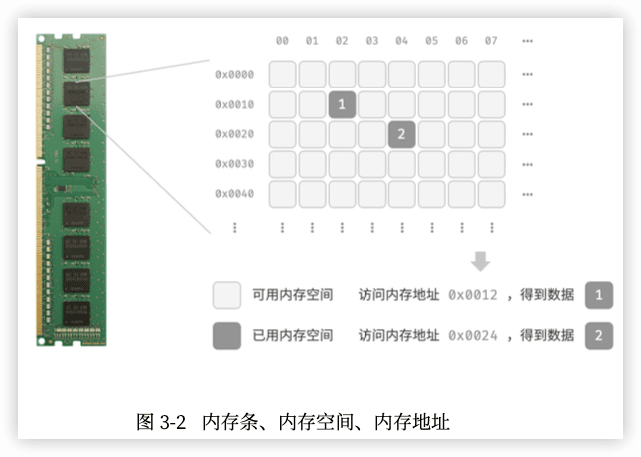 00 01 02 03 04 05 06 07 ···
0x0000 ···
0x0010 1 ···
0x0020 2 ···
0x0030 ···
0x0040 ···
可用内存空间 访问内存地址 0x0012 ，得到数据 1
已用内存空间 访问内存地址 0x0024 ，得到数据 2
图 3-2 内存条、内存空间、内存地址